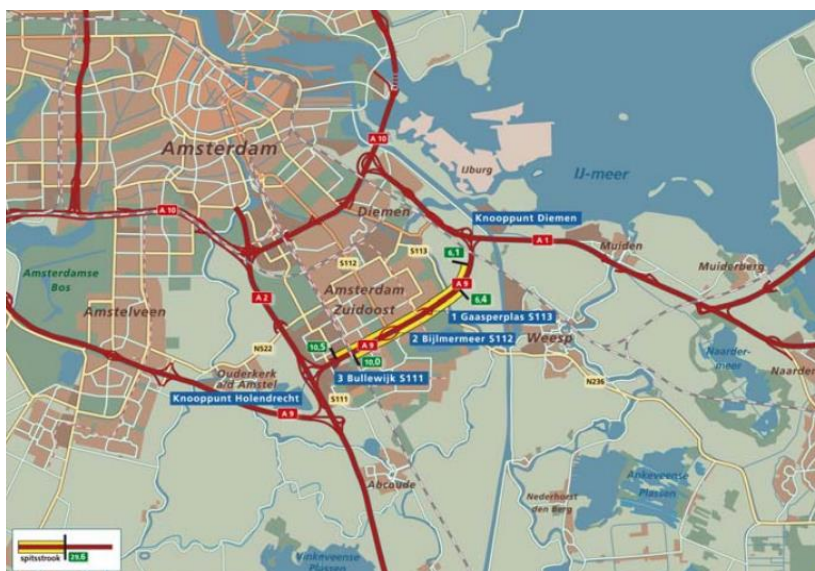 A 10
Amsterdam
IJburg
IJ-meer
Diemen
Knooppunt Diemen
A 10
A 1
Muiden
S113
S112
6,1
Muiderberg
Amsterdamse
Bos
A 2
Amsterdam
Zuidoost
A 9
6,4
Amstelveen
1 Gaasperplas S113
2 Bijlmermeer S112
Weesp
Naarder-
meer
N522
10,5
A 9
10,0
Naarden
Ouderkerk
a/d Amstel
3 Bullewijk S111
N236
Knooppunt Holendrecht
S111
A 9
Abcoude
Ankeveense
Plassen
Nederhorst
den Berg
Vinkeveense
Plassen
spitsstrook
29,6